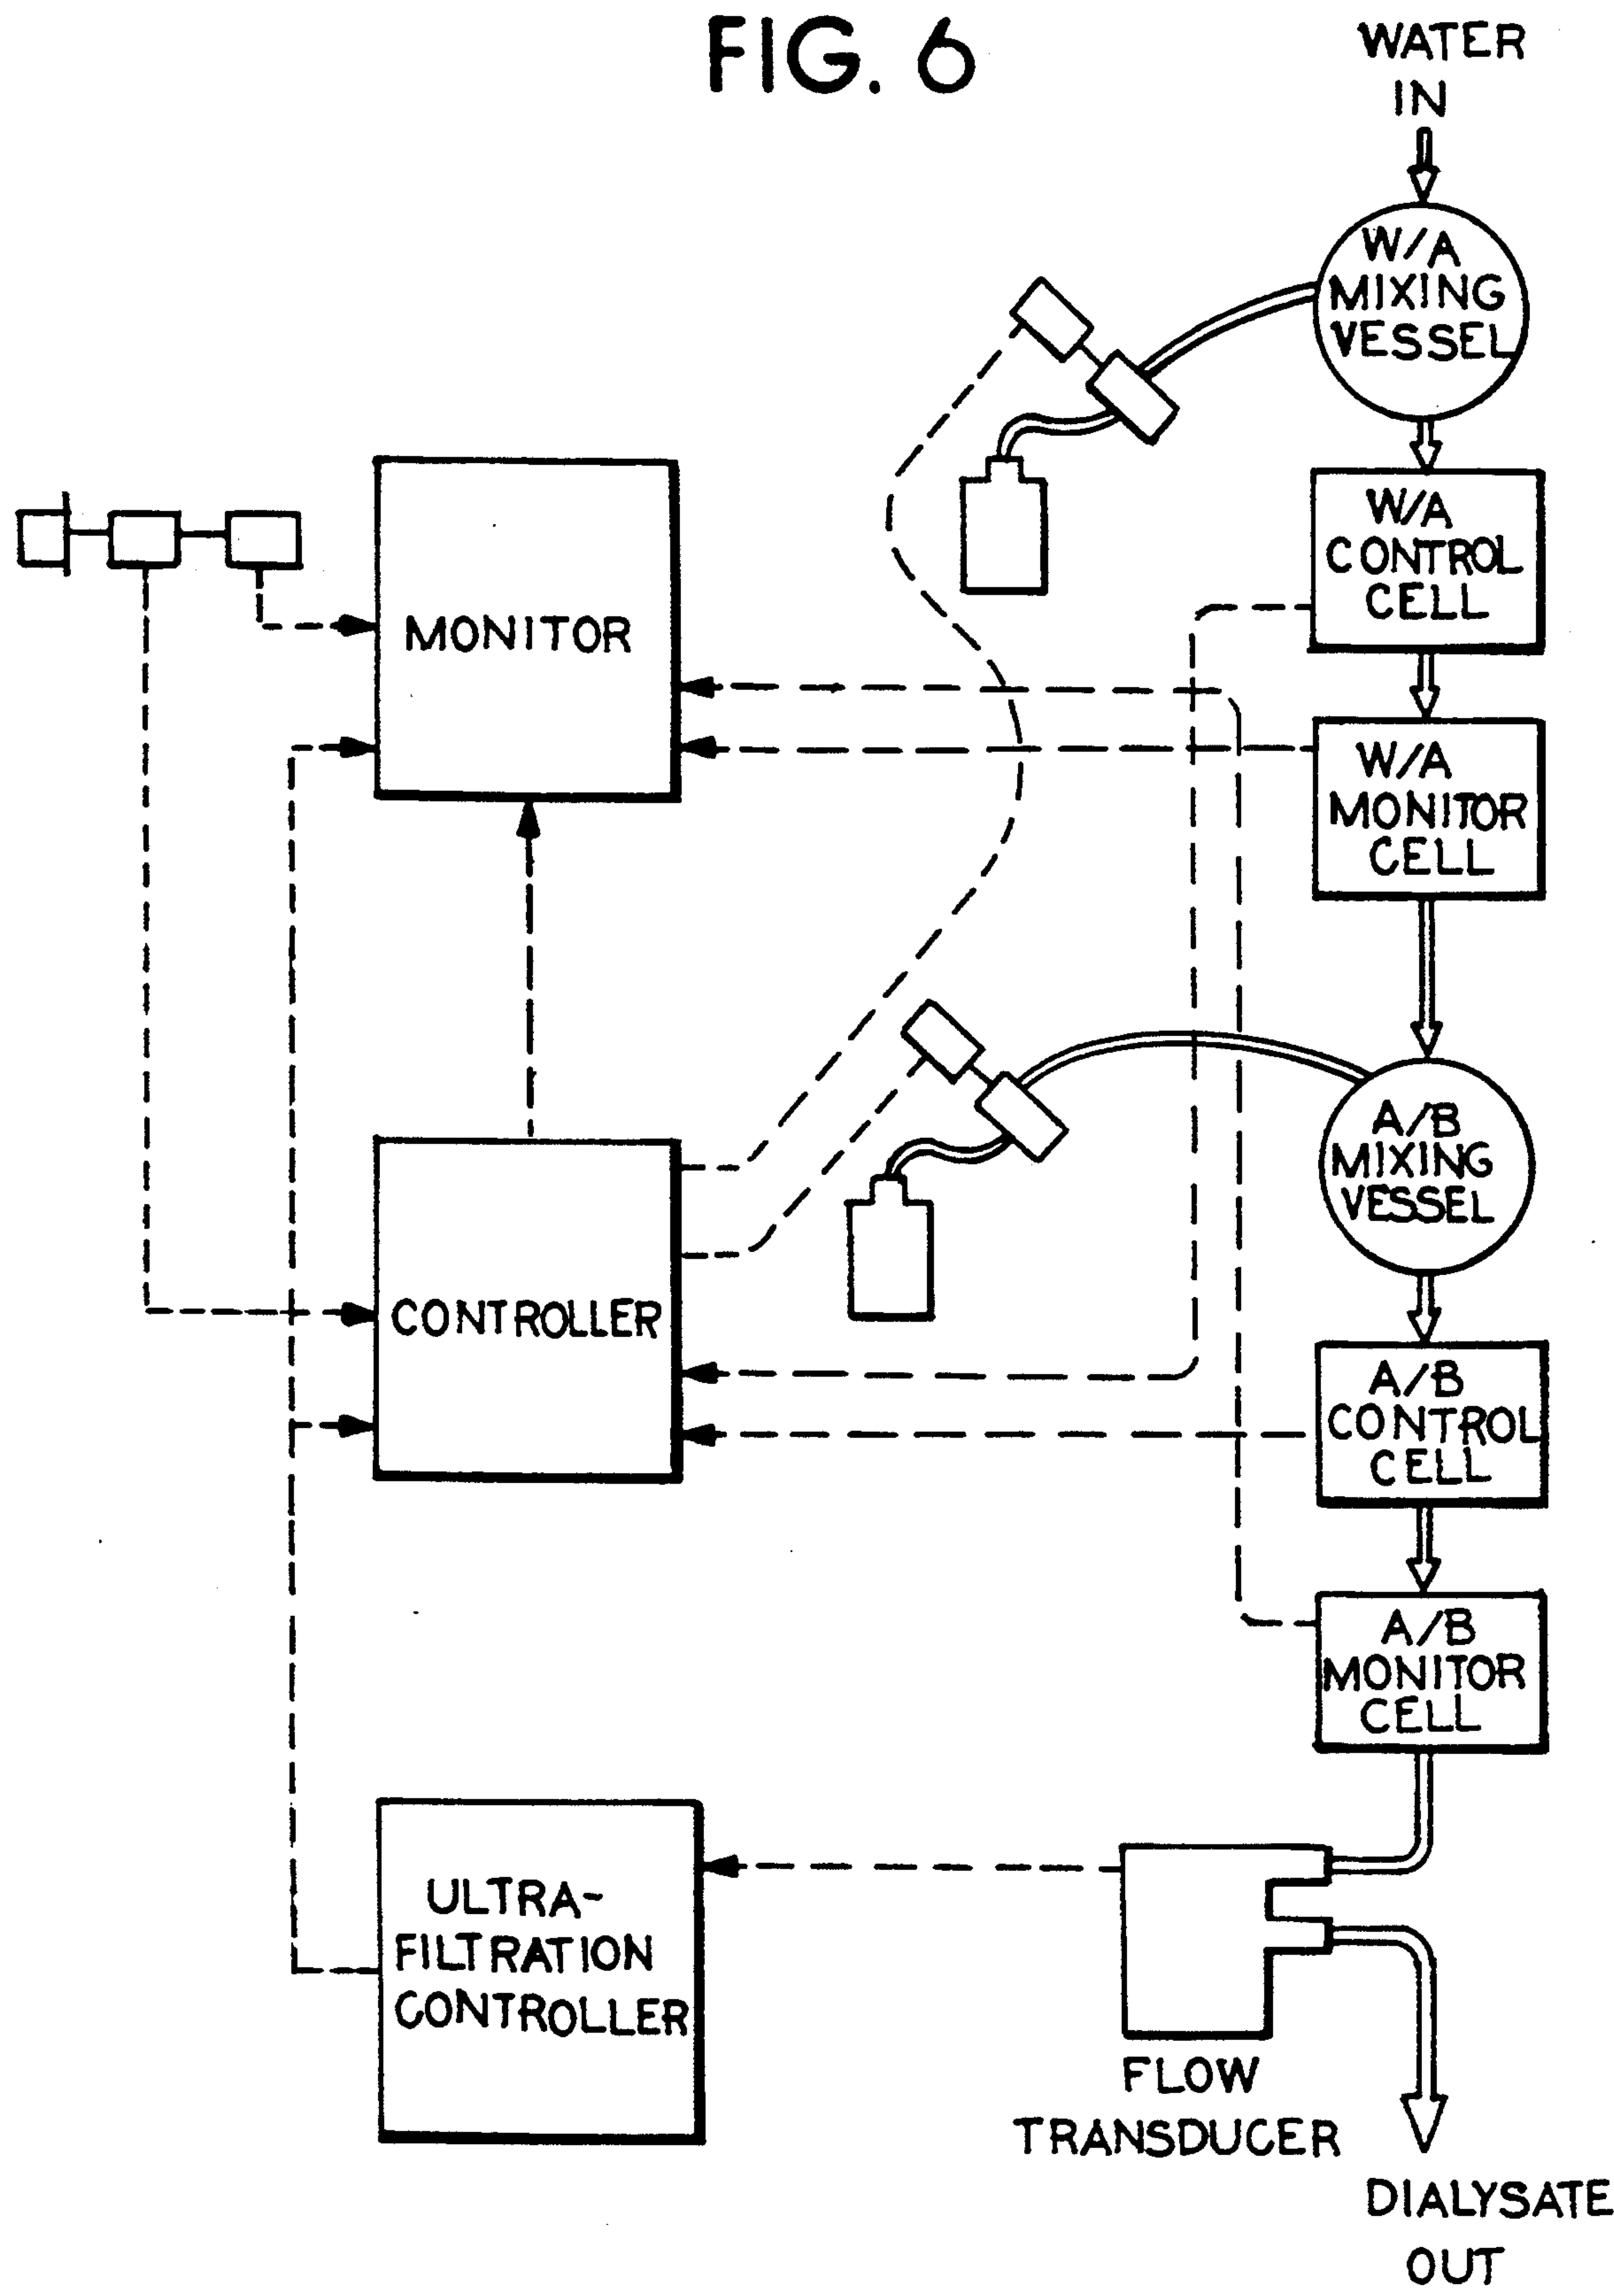 FIG. 6
WATER
IN
W/A
MIXING
VESSEL
W/A
CONTROL
CELL
MONITOR
W/A
MONITOR
CELL
A/B
MIXING
VESSEL
CONTROLLER
A/B
CONTROL
CELL
A/B
MONITOR
CELL
ULTRA-
FILTRATION
CONTROLLER
FLOW
TRANSDUCER
DIALYSATE
OUT